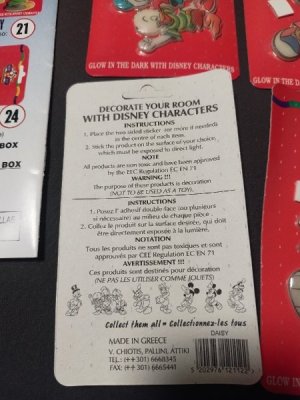 21
24
BOX
BOX
GLOW IN THE DARK WITH DISNEY CHARACTERS
GLOW IN THE D
DECORATE YOUR ROOM
WITH DISNEY CHARACTERS
INSTRUCTIONS
1. Place the two sided sticker (or more if needed)
in the centre of each item.
2. Stick the product on the surface of your choice,
which must be exposed to direct light.
NOTE
All products are non toxic and have been approved
by the EEC Regulation EC EN 71
WARNING !!!
The purpose of these products is decoration
(NOT TO BE USED AS A TOY).
INSTRUCTIONS
1. Posez l' adhésif double face (ou plusieurs
si nécessaire) au milieu de chaque pièce
2. Collez le produit sur la surface desirée, qui doit
être directement exposée à la lumière.
NOTATION
Tous les produits ne sont pas toxiques et sont
approuvés par CEE Regulation EC EN 71
AVERTISSEMENT !!!
Ces produits sont destinés pour décoration
(NE PAS LES UTILISER COMME JOUETS)
Collect them all • Collectionnez-les tous
DAISY
MADE IN GREECE
V. CHIOTIS, PALLINI, ATTIKI
TEL.: (++ 301) 6668345
FAX: (++ 301) 6665441
5 202976 121122
GLOW IN